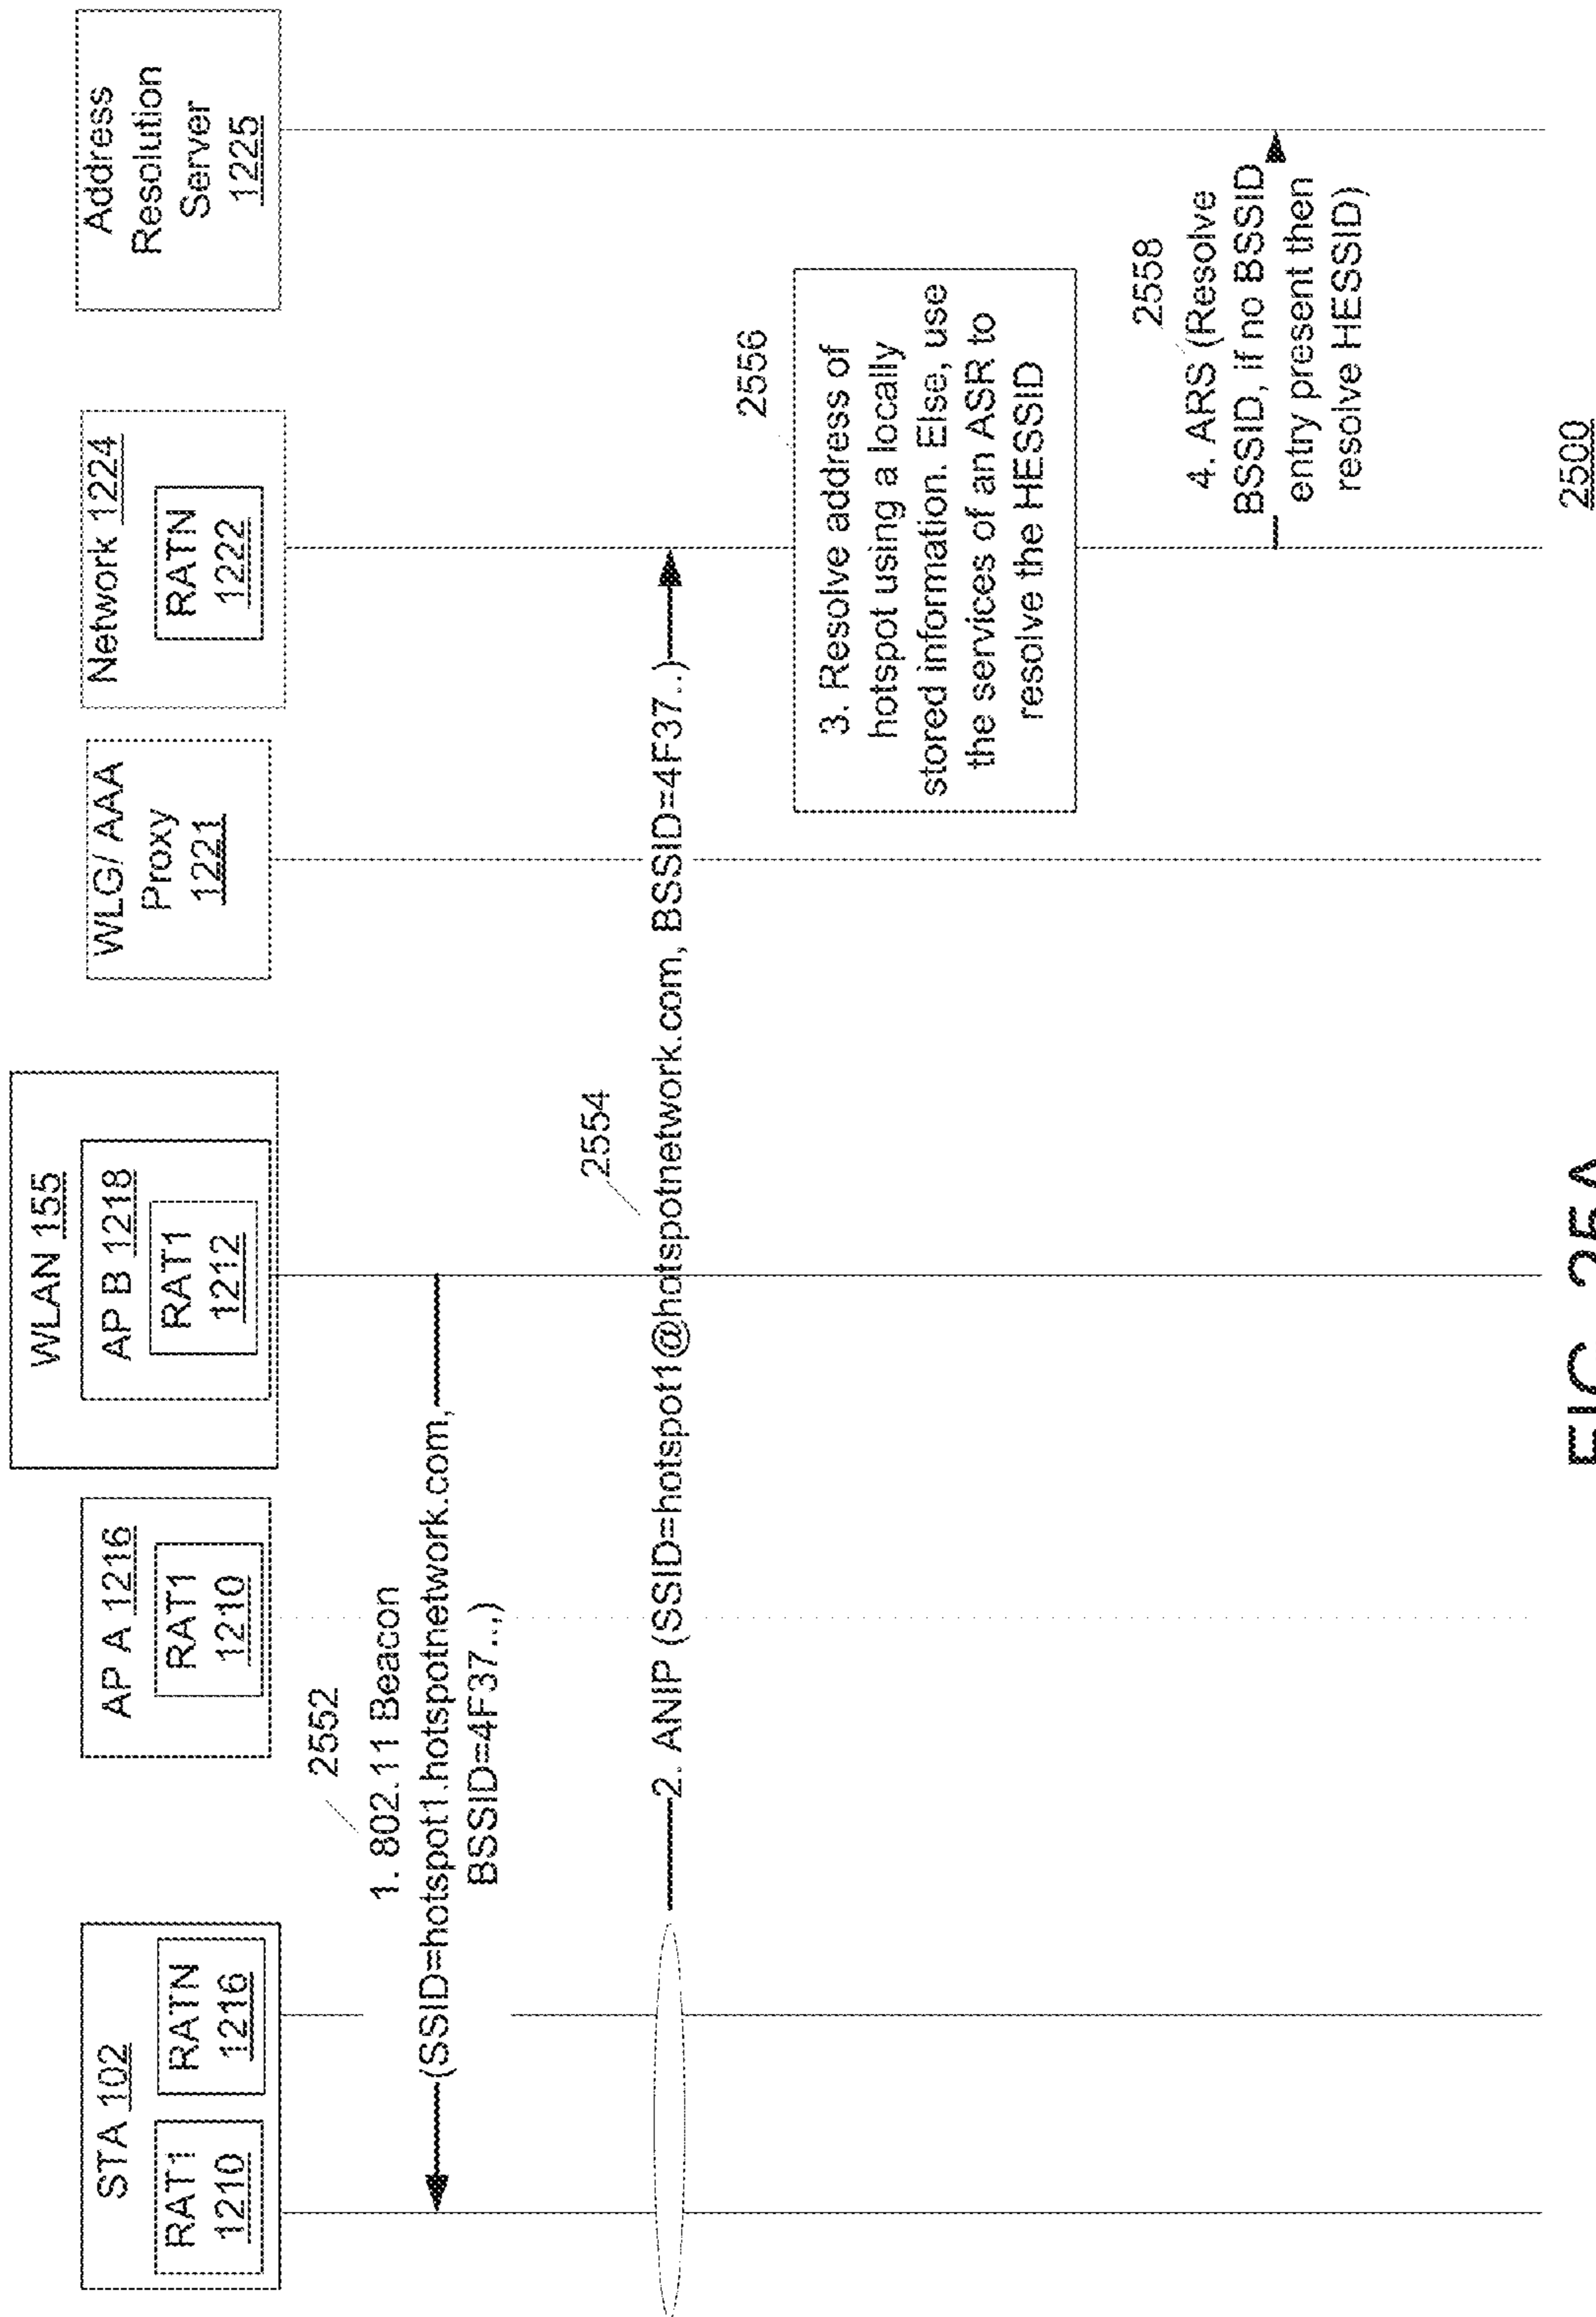 STA 102
RAT1
1210
RATN
1216
AP A 1216
RAT1
1210
WLAN 155
AP B 1218
RAT1
1212
WLG/ AAA
Proxy
1221
Network 1224
RATN
1222
Address
Resolution
Server
1225
2552
1. 802.11 Beacon
(SSID=hotspot1.hotspotnetwork.com,
BSSID=4F37..,)
2554
2. ANIP (SSID=hotspot1@hotspotnetwork.com, BSSID=4F37..)
2556
3. Resolve address of
hotspot using a locally
stored information. Else, use
the services of an ASR to
resolve the HESSID
2558
4. ARS (Resolve
BSSID, if no BSSID
entry present then
resolve HESSID)
2500
FIG. 25A